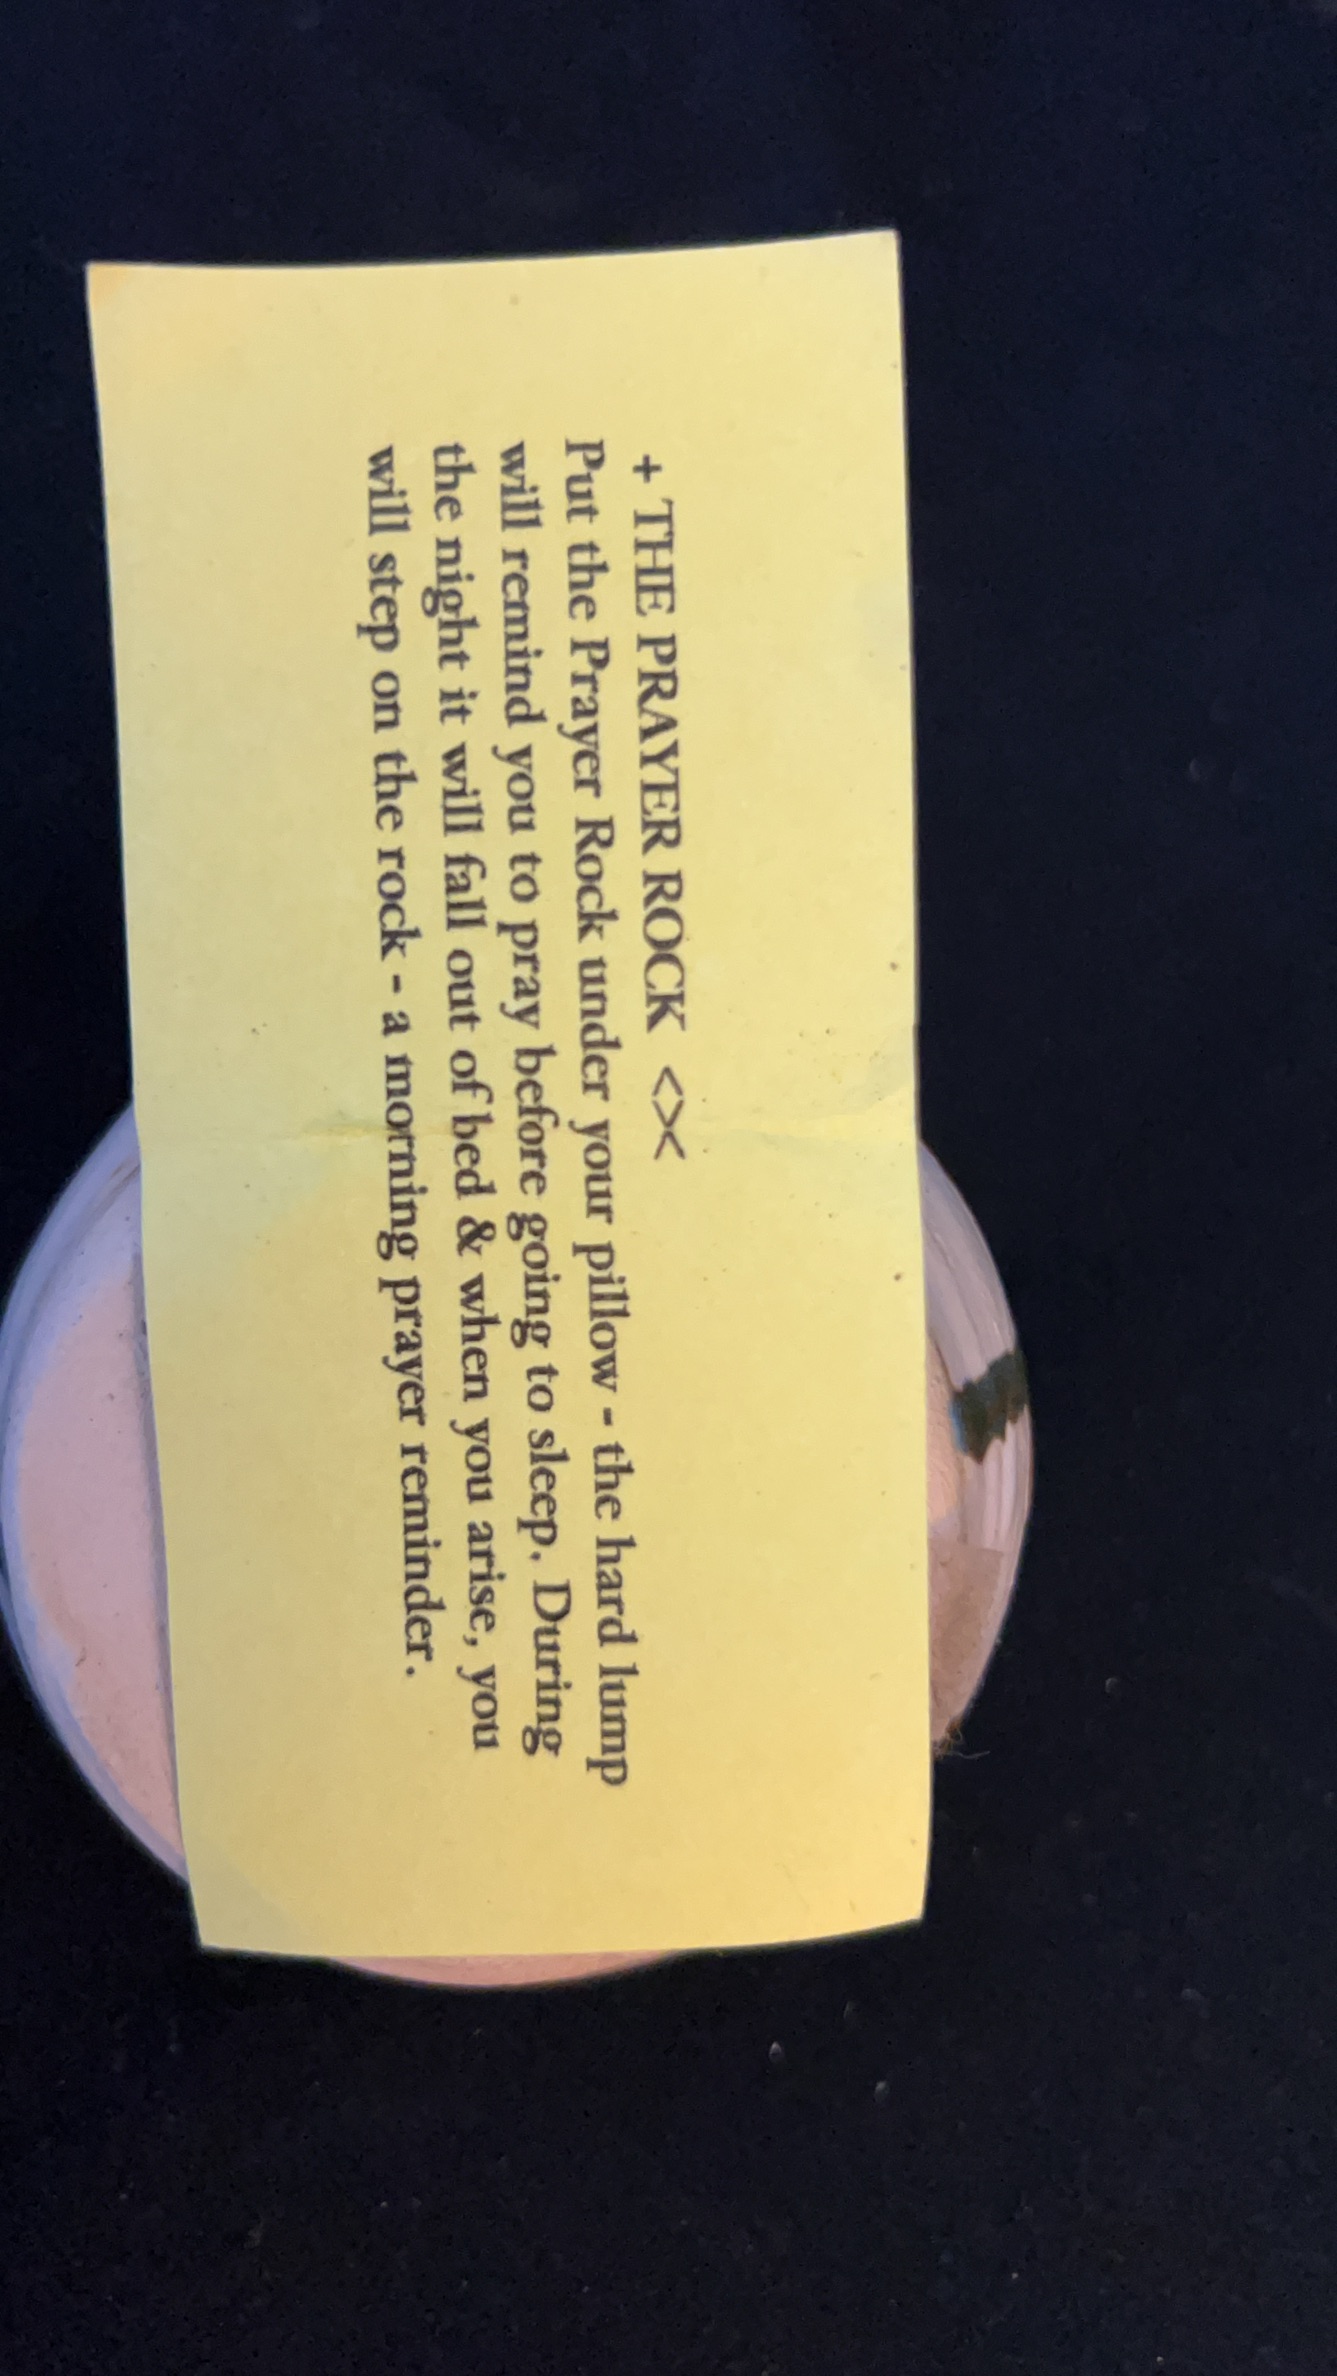 + THE PRAYER ROCK <><
Put the Prayer Rock under your pillow - the hard lump
will remind you to pray before going to sleep. During
the night it will fall out of bed & when you arise, you
will step on the rock - a morning prayer reminder.